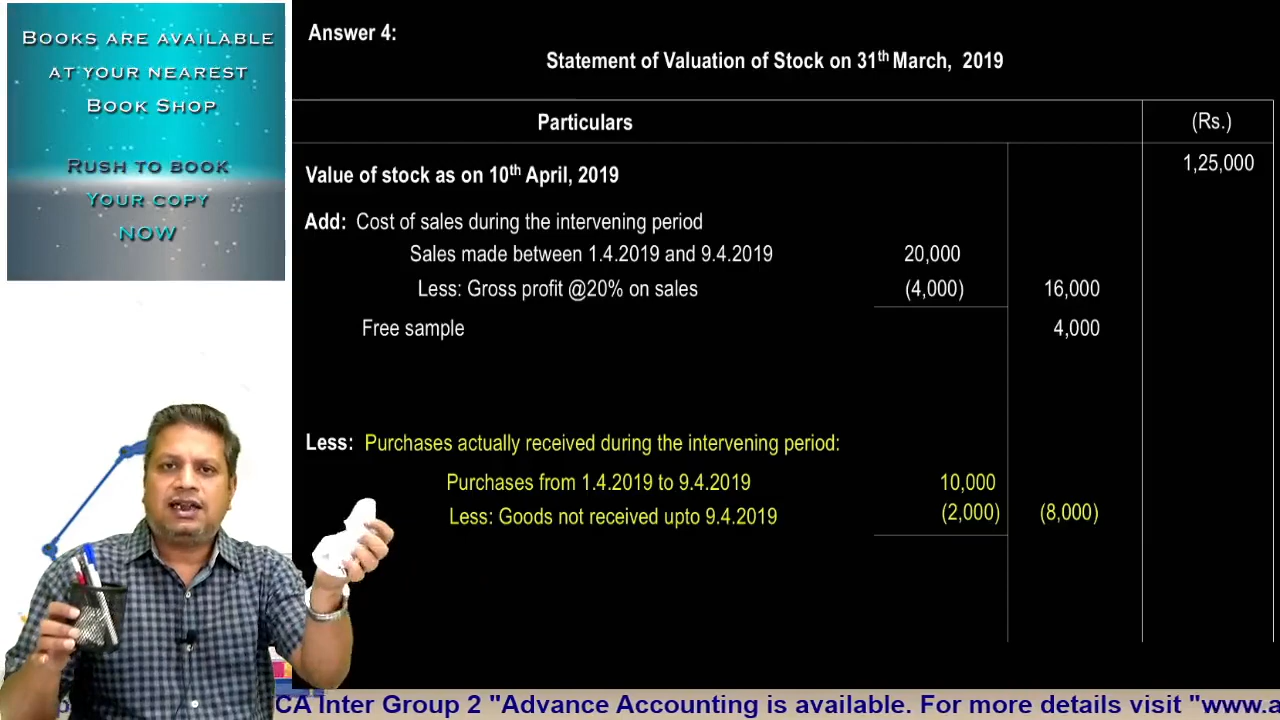 BOOKS ARE AVAILABLE
AT YOUR NEAREST
BOOK SHOP
RUSH TO BOOK
YOUR COPY
NOW
Answer 4:
Statement of Valuation of Stock on 31th March, 2019
Particulars (Rs.)
Value of stock as on 10th April, 2019 1,25,000
Add: Cost of sales during the intervening period
Sales made between 1.4.2019 and 9.4.2019 20,000
Less: Gross profit @20% on sales (4,000) 16,000
Free sample 4,000
Less: Purchases actually received during the intervening period:
Purchases from 1.4.2019 to 9.4.2019 10,000
Less: Goods not received upto 9.4.2019 (2,000) (8,000)
CA Inter Group 2 "Advance Accounting is available. For more details visit "www.a